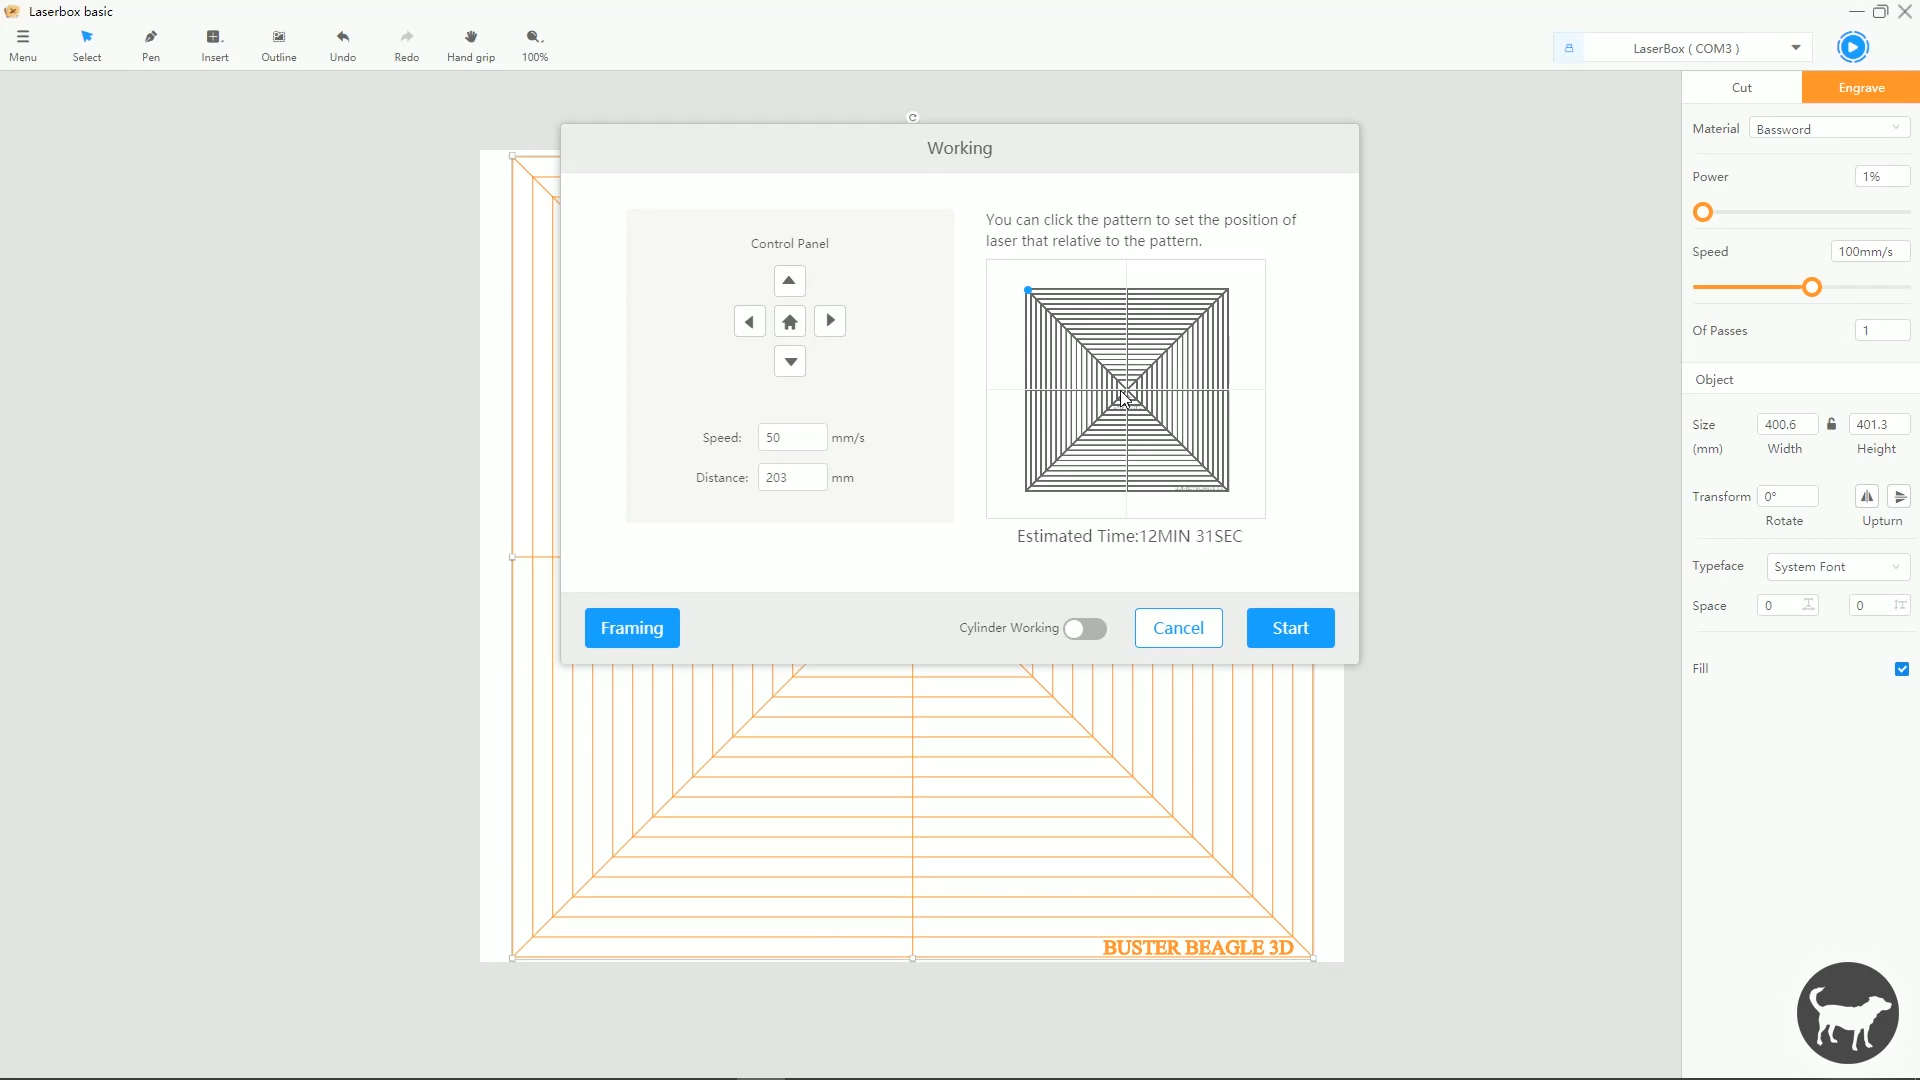 Laserbox basic
Menu
Select
Pen
Insert
Outline
Undo
Redo
Hand grip
100%
LaserBox ( COM3 )
Cut
Engrave
Material
Bassword
Power
1%
Speed
100mm/s
Of Passes
1
Object
Size
400.6
401.3
(mm)
Width
Height
Transform
0°
Rotate
Upturn
Typeface
System Font
Space
0
0
Fill
Working
Control Panel
Speed:
50
mm/s
Distance:
203
mm
You can click the pattern to set the position of
laser that relative to the pattern.
Estimated Time:12MIN 31SEC
Framing
Cylinder Working
Cancel
Start
BUSTER BEAGLE 3D